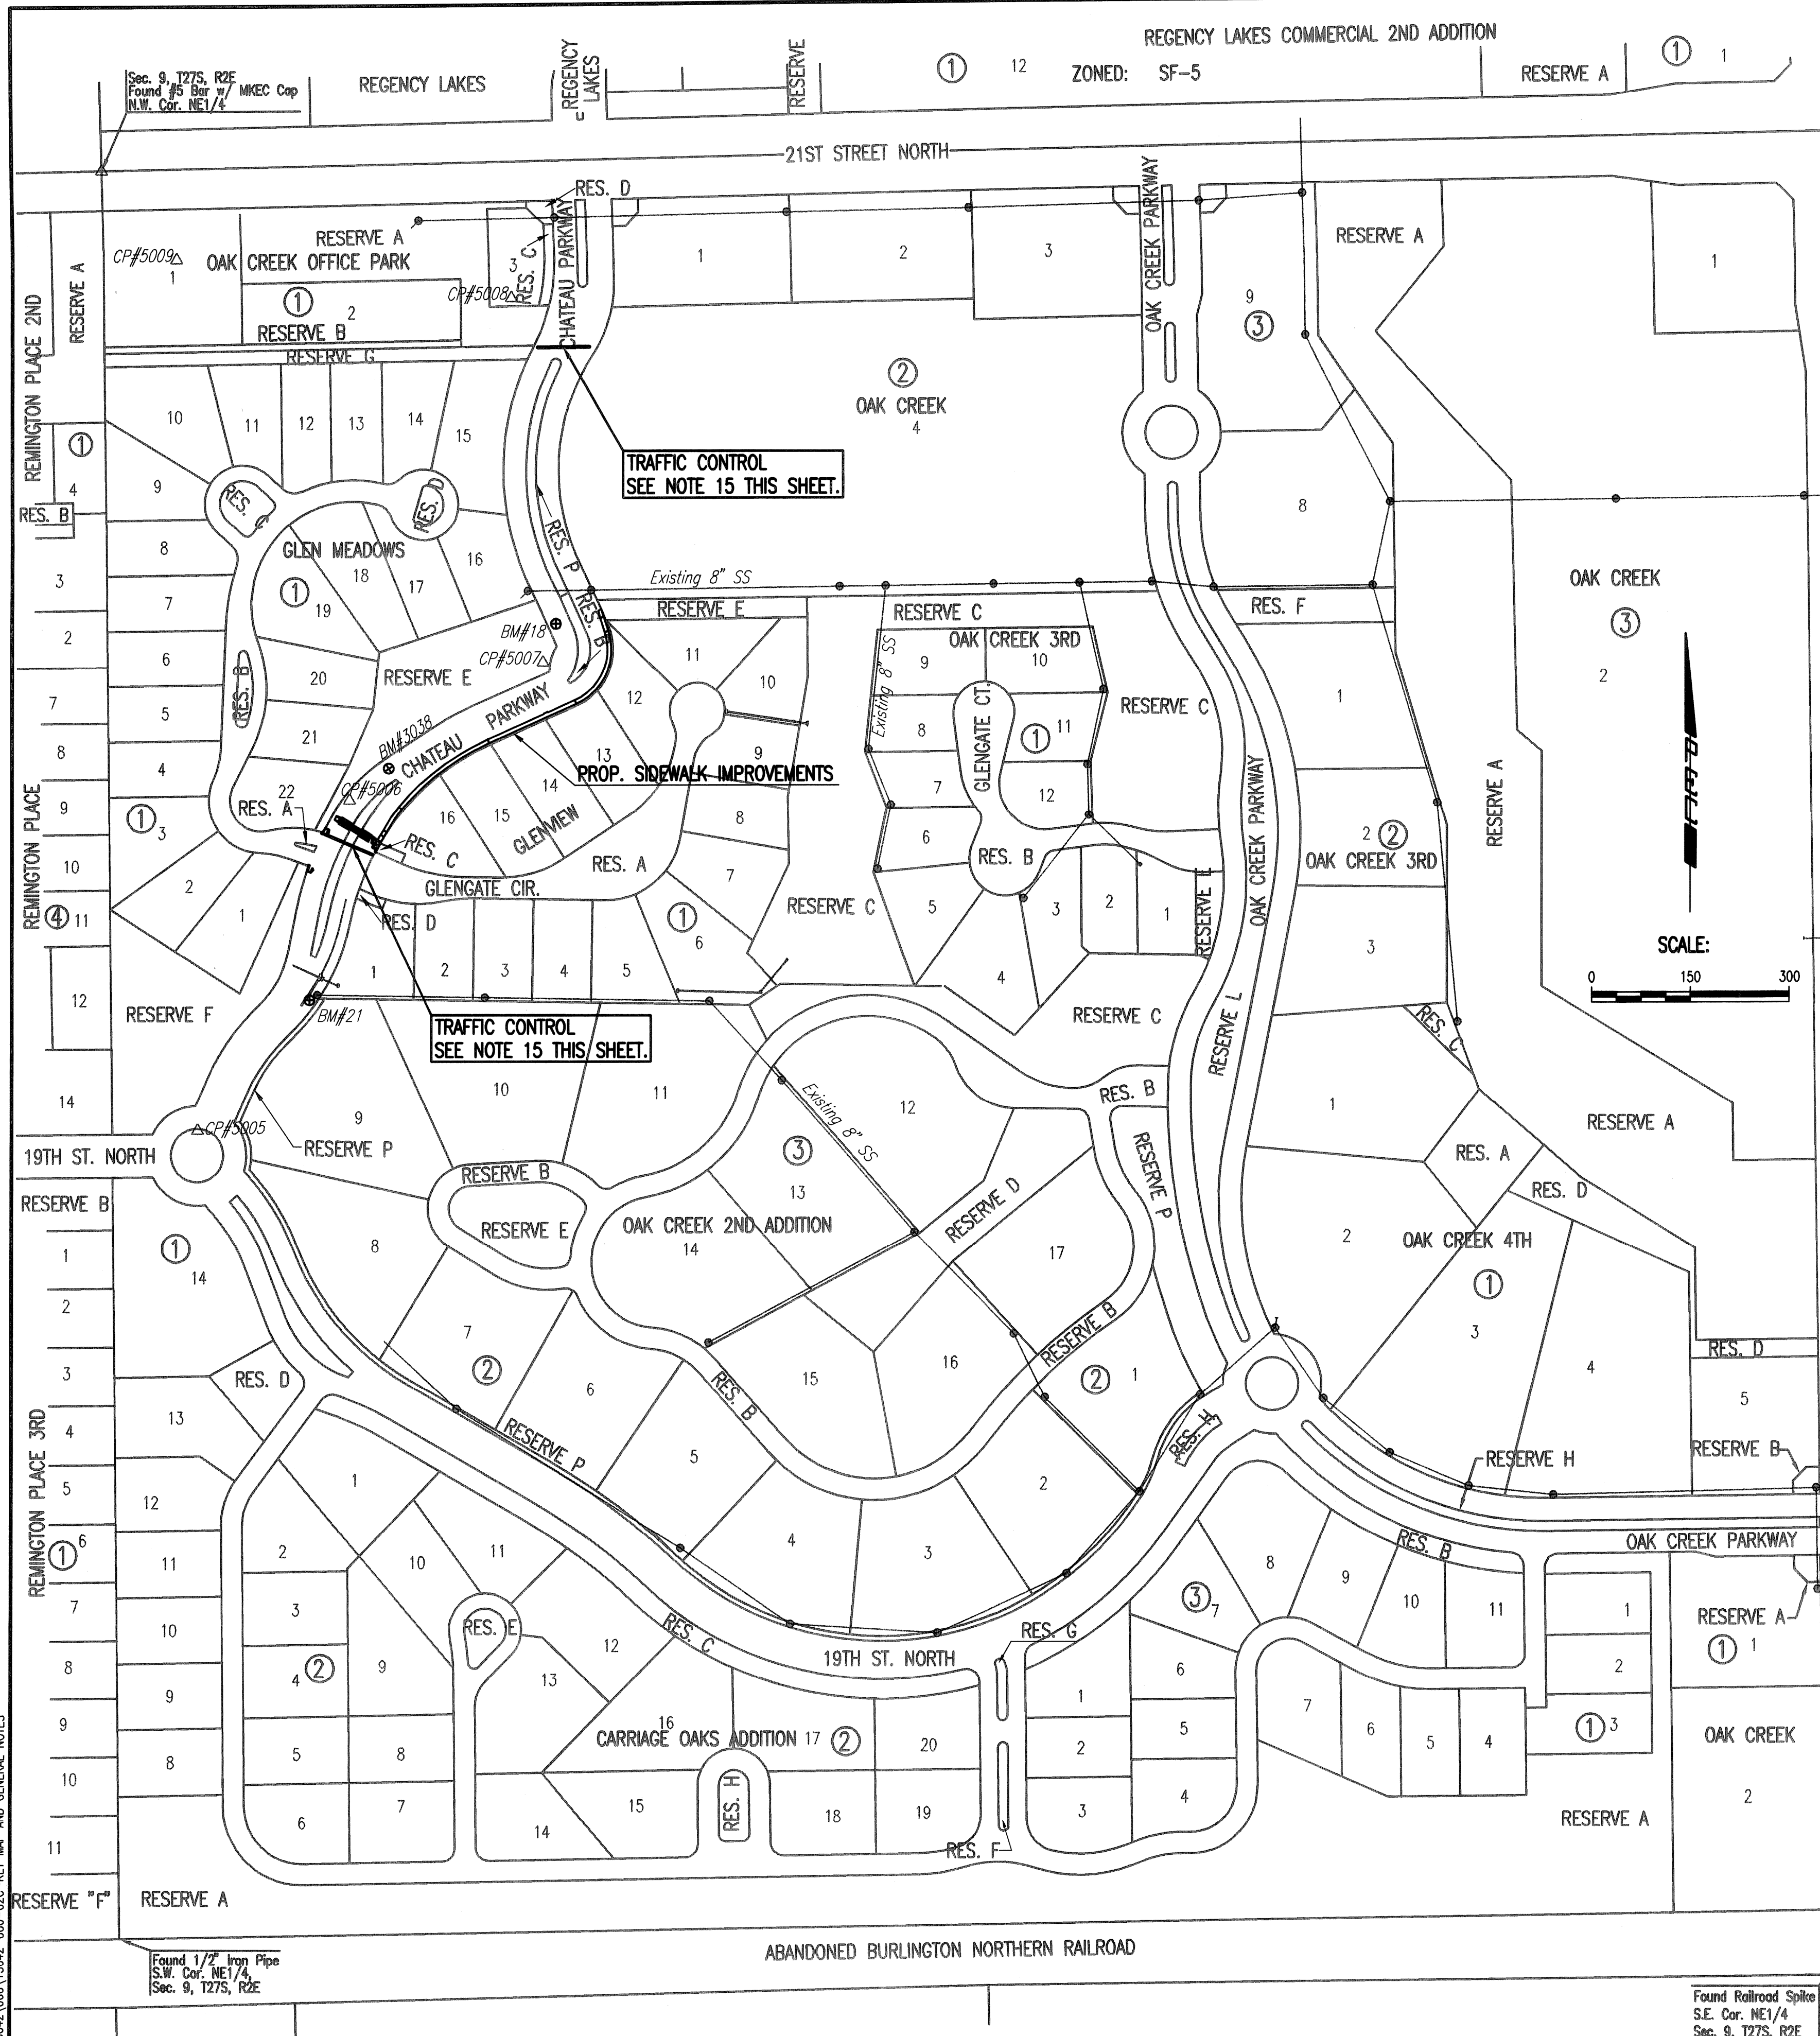 REGENCY LAKES COMMERCIAL 2ND ADDITION
1 12 ZONED: SF-5
RESERVE A
1 1
Sec. 9, T27S, R2E
Found #5 Bar w/ MKEC Cap
N.W. Cor. NE1/4
REGENCY LAKES
REGENCY
LAKES
RESERVE
21ST STREET NORTH
RES. D
RESERVE A
OAK CREEK OFFICE PARK
CP#5009
1
1
2
RESERVE B
RESERVE G
3
RES. C
CP#5008
CHATEAU PARKWAY
1
2
3
OAK CREEK PARKWAY
9
3
RESERVE A
1
REMINGTON PLACE 2ND
RESERVE A
1
4
RES. B
3
2
2
OAK CREEK
4
TRAFFIC CONTROL
SEE NOTE 15 THIS SHEET.
10
11
12
13
14
15
9
RES. C
RES. D
8
GLEN MEADOWS
18
17
16
1
19
7
6
20
RES. B
5
21
4
22
RES. A
1
3
2
1
RESERVE E
BM#18
CP#5007
RES. P
RES. B
Existing 8" SS
RESERVE E
BM#3038
CHATEAU PARKWAY
CP#5006
PROP. SIDEWALK IMPROVEMENTS
11
10
12
9
13
14
15
16
GLENVIEW
8
RES. C
RES. A
7
GLENGATE CIR.
RES. D
1
6
1
2
3
4
5
RESERVE C
RESERVE C
OAK CREEK 3RD
Existing 8" SS
9
10
8
1
11
GLENGATE CT.
7
12
6
RES. B
5
4
3
2
1
RESERVE E
RESERVE C
RESERVE C
8
RES. F
1
2
2
OAK CREEK 3RD
3
OAK CREEK PARKWAY
OAK CREEK PARKWAY
RESERVE L
OAK CREEK
3
2
RESERVE A
SCALE:
0 150 300
RES. C
REMINGTON PLACE
7
8
9
10
4
11
12
14
RESERVE F
BM#21
TRAFFIC CONTROL
SEE NOTE 15 THIS SHEET.
CP#5005
RESERVE P
19TH ST. NORTH
9
10
11
12
Existing 8" SS
RES. B
RESERVE P
3
13
RESERVE D
RESERVE B
RESERVE E
OAK CREEK 2ND ADDITION
14
17
8
1
RES. A
RESERVE A
RES. D
2
OAK CREEK 4TH
1
3
4
RES. D
5
RESERVE B
RESERVE B
1
2
3
4
5
1
6
7
8
9
10
11
RESERVE "F"
REMINGTON PLACE 3RD
1
14
RES. D
13
12
11
10
9
8
RESERVE A
7
2
6
RES. B
15
16
RESERVE B
2
1
RES. H
RESERVE P
5
2
4
3
RESERVE H
RES. B
OAK CREEK PARKWAY
1
2
3
4
2
5
6
7
8
9
10
11
RES. E
12
13
RES. C
19TH ST. NORTH
RES. G
16
CARRIAGE OAKS ADDITION
17
2
20
14
15
RES. H
18
19
RES. F
1
2
3
4
5
6
3
7
8
9
10
11
7
6
5
4
1
2
1
3
RESERVE A
1
1
OAK CREEK
2
RESERVE A
ABANDONED BURLINGTON NORTHERN RAILROAD
Found 1/2" Iron Pipe
S.W. Cor. NE1/4,
Sec. 9, T27S, R2E
Found Railroad Spike
S.E. Cor. NE1/4
Sec. 9, T27S, R2E